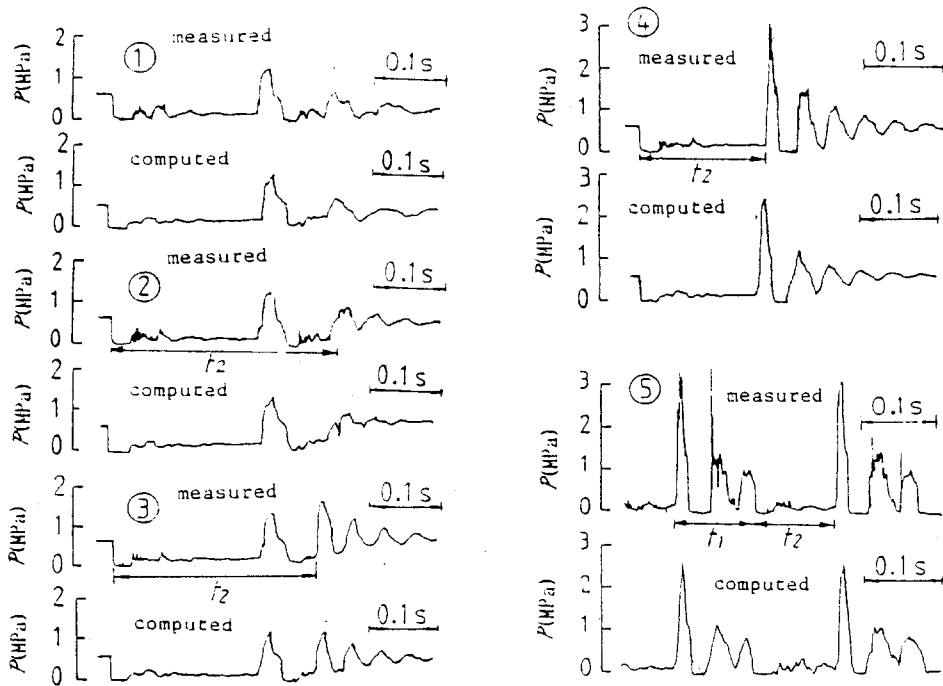 ①
measured
0.1s
P(MPa)
2
1
0
computed
0.1s
P(MPa)
2
1
0
②
measured
0.1s
P(MPa)
2
1
0
t2
computed
0.1s
P(MPa)
2
1
0
③
measured
0.1s
P(MPa)
2
1
0
t2
computed
0.1s
P(MPa)
2
1
0
④
measured
0.1s
P(MPa)
3
2
1
0
t2
computed
0.1s
P(MPa)
3
2
1
0
⑤
measured
0.1s
P(MPa)
3
2
1
0
t1 t2
computed
0.1s
P(MPa)
3
2
1
0